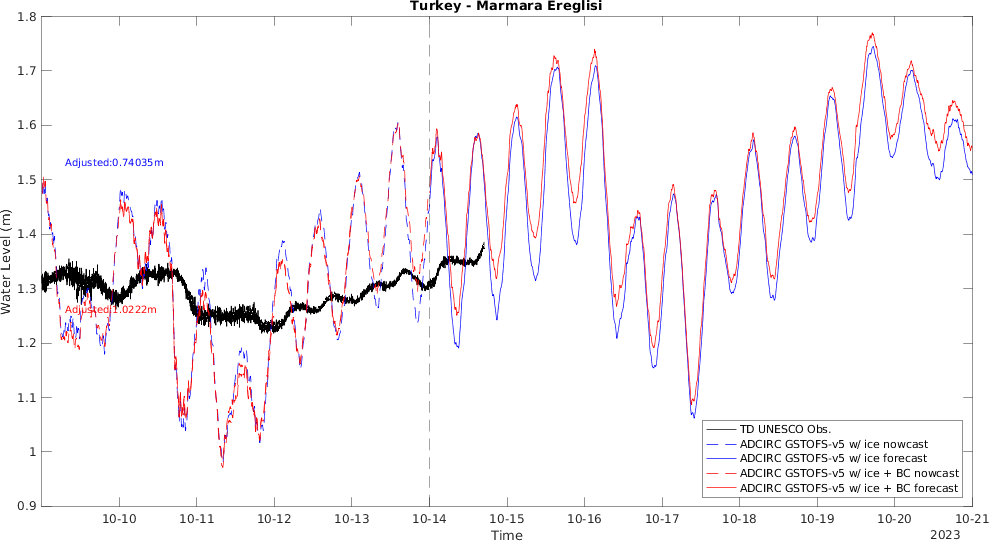 Turkey - Marmara Ereglisi
Water Level (m)
1.8
1.7
1.6
1.5
1.4
1.3
1.2
1.1
1
0.9
Adjusted:0.74035m
Adjusted:1.0222m
TD UNESCO Obs.
ADCIRC GSTOFS-v5 w/ ice nowcast
ADCIRC GSTOFS-v5 w/ ice forecast
ADCIRC GSTOFS-v5 w/ ice + BC nowcast
ADCIRC GSTOFS-v5 w/ ice + BC forecast
10-10 10-11 10-12 10-13 10-14 10-15 10-16 10-17 10-18 10-19 10-20 10-21
Time
2023